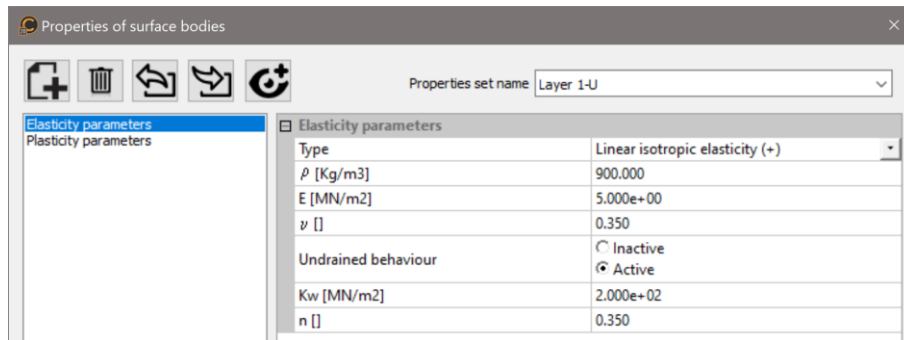 Properties of surface bodies
Properties set name Layer 1-U
Elasticity parameters
Plasticity parameters
Elasticity parameters
Type Linear isotropic elasticity (+)
ρ [Kg/m3] 900.000
E [MN/m2] 5.000e+00
ν [] 0.350
Undrained behaviour
Inactive
Active
Kw [MN/m2] 2.000e+02
n [] 0.350